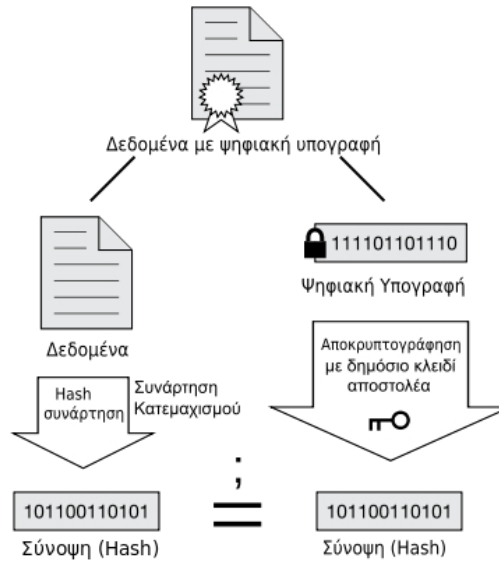 Δεδομένα με ψηφιακή υπογραφή
111101101110
Ψηφιακή Υπογραφή
Δεδομένα
Αποκρυπτογράφηση
με δημόσιο κλειδί
αποστολέα
Hash
συνάρτηση
Συνάρτηση
Κατεμαχισμού
;
=
101100110101
101100110101
Σύνοψη (Hash)
Σύνοψη (Hash)